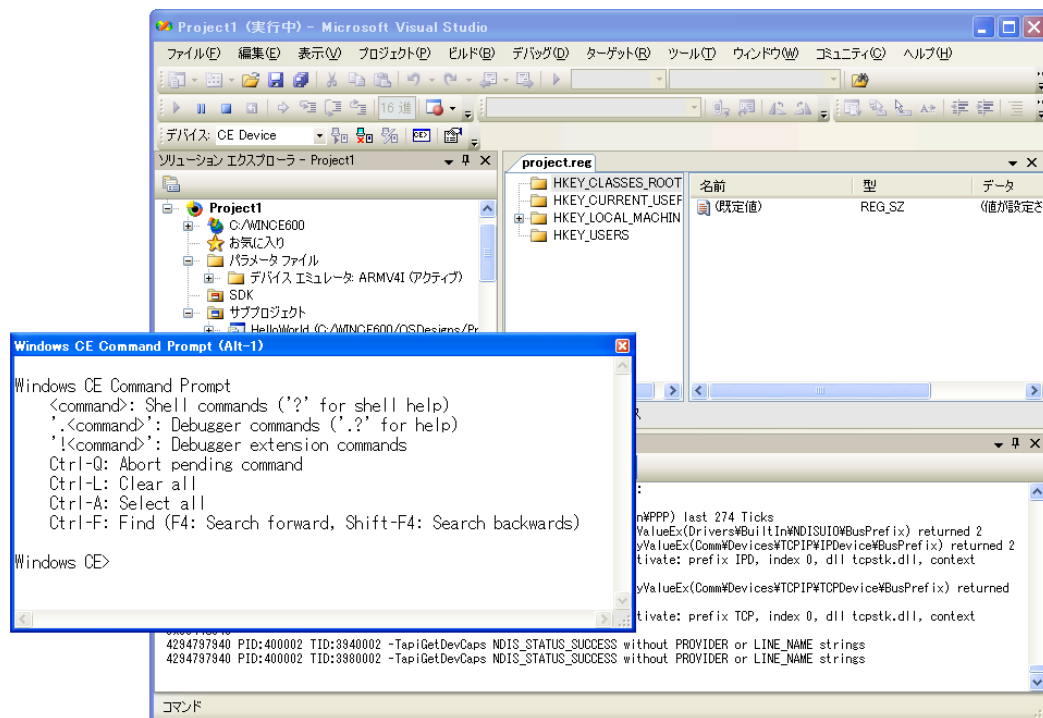 Project1 (実行中) - Microsoft Visual Studio
ファイル(F) 編集(E) 表示(V) プロジェクト(P) ビルド(B) デバッグ(D) ターゲット(R) ツール(T) ウィンドウ(W) コミュニティ(C) ヘルプ(H)
16 進
デバイス: CE Device
ソリューション エクスプローラ - Project1
Project1
C:/WINCE600
お気に入り
パラメータ ファイル
デバイス エミュレータ: ARMV4I (アクティブ)
SDK
サブプロジェクト
HelloWorld (C:/WINCE600/OSDesigns/Pr
project.reg
HKEY_CLASSES_ROOT
HKEY_CURRENT_USEF
HKEY_LOCAL_MACHIN
HKEY_USERS
名前 型 データ
(既定値) REG_SZ (値が設定さ
Windows CE Command Prompt (Alt-1)
Windows CE Command Prompt
<command>: Shell commands ('?' for shell help)
'.<command>': Debugger commands ('.?' for help)
'!<command>': Debugger extension commands
Ctrl-Q: Abort pending command
Ctrl-L: Clear all
Ctrl-A: Select all
Ctrl-F: Find (F4: Search forward, Shift-F4: Search backwards)
Windows CE>
n¥PPP) last 274 Ticks
ValueEx(Drivers¥BuiltIn¥NDISUIO¥BusPrefix) returned 2
yValueEx(Comm¥Devices¥TCPIP¥IPDevice¥BusPrefix) returned 2
tivate: prefix IPD, index 0, dll tcpstk.dll, context
yValueEx(Comm¥Devices¥TCPIP¥TCPDevice¥BusPrefix) returned
tivate: prefix TCP, index 0, dll tcpstk.dll, context
4294797940 PID:400002 TID:3940002 -TapiGetDevCaps NDIS_STATUS_SUCCESS without PROVIDER or LINE_NAME strings
4294797940 PID:400002 TID:3980002 -TapiGetDevCaps NDIS_STATUS_SUCCESS without PROVIDER or LINE_NAME strings
コマンド